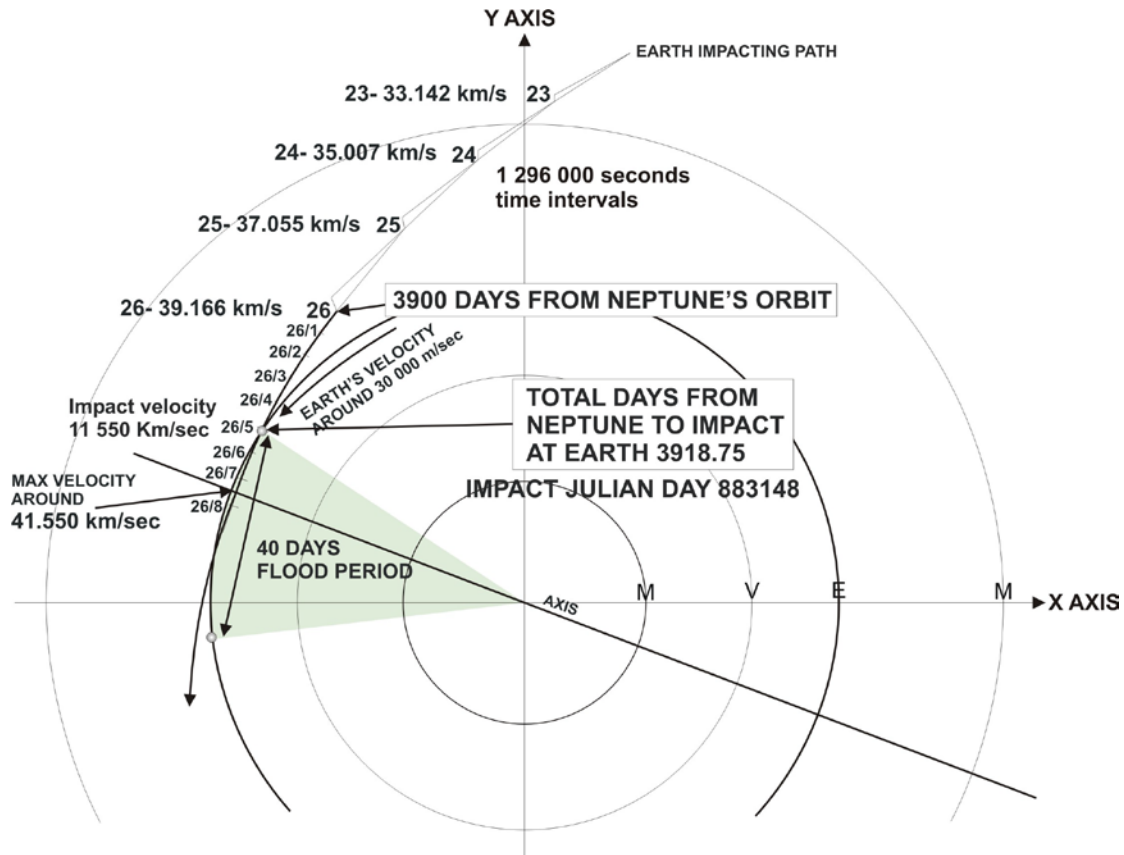 Y AXIS
EARTH IMPACTING PATH
23- 33.142 km/s
23
24- 35.007 km/s
24
1 296 000 seconds
time intervals
25- 37.055 km/s
25
26- 39.166 km/s
26
3900 DAYS FROM NEPTUNE'S ORBIT
26/1
26/2
26/3
26/4
EARTH'S VELOCITY
AROUND 30 000 m/sec
TOTAL DAYS FROM
NEPTUNE TO IMPACT
AT EARTH 3918.75
Impact velocity
11 550 Km/sec
26/5
26/6
26/7
26/8
MAX VELOCITY
AROUND
41.550 km/sec
IMPACT JULIAN DAY 883148
40 DAYS
FLOOD PERIOD
AXIS
M
V
E
M
X AXIS